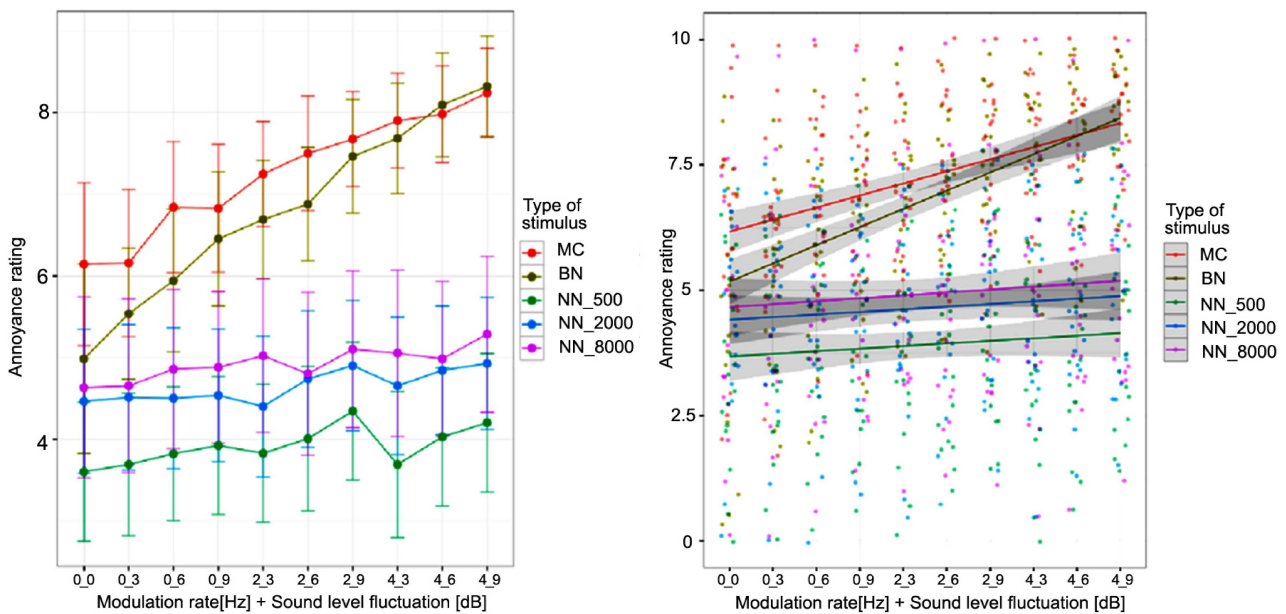 Annoyance rating
8
6
4
0_0 0_3 0_6 0_9 2_3 2_6 2_9 4_3 4_6 4_9
Modulation rate[Hz] + Sound level fluctuation [dB]
Type of
stimulus
MC
BN
NN_500
NN_2000
NN_8000
Annoyance rating
10
7.5
5
2.5
0
0_0 0_3 0_6 0_9 2_3 2_6 2_9 4_3 4_6 4_9
Modulation rate[Hz] + Sound level fluctuation [dB]
Type of
stimulus
MC
BN
NN_500
NN_2000
NN_8000